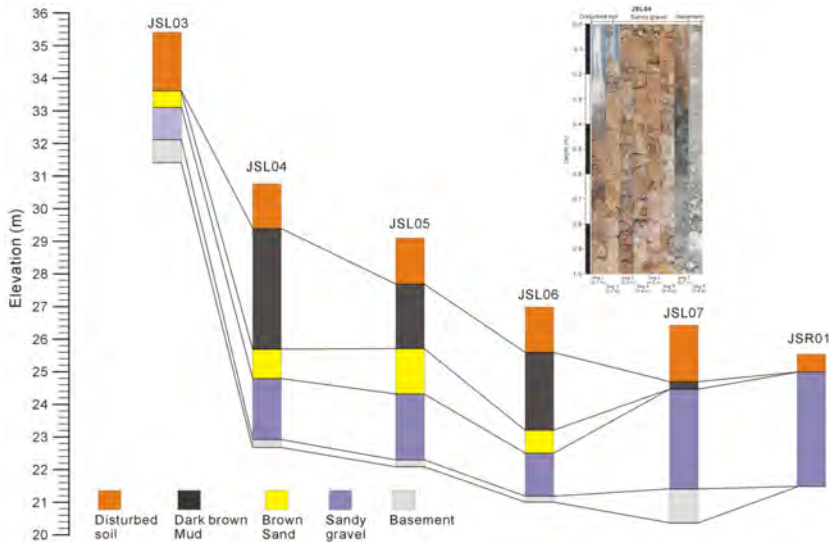 JSL03
JSL04
JSL05
JSL06
JSL07
JSR01
Elevation (m)
36
35
34
33
32
31
30
29
28
27
26
25
24
23
22
21
20
JSL04
Disturbed soil Sandy gravel Basement
Depth (m)
Disturbed
soil
Dark brown
Mud
Brown
Sand
Sandy
gravel
Basement